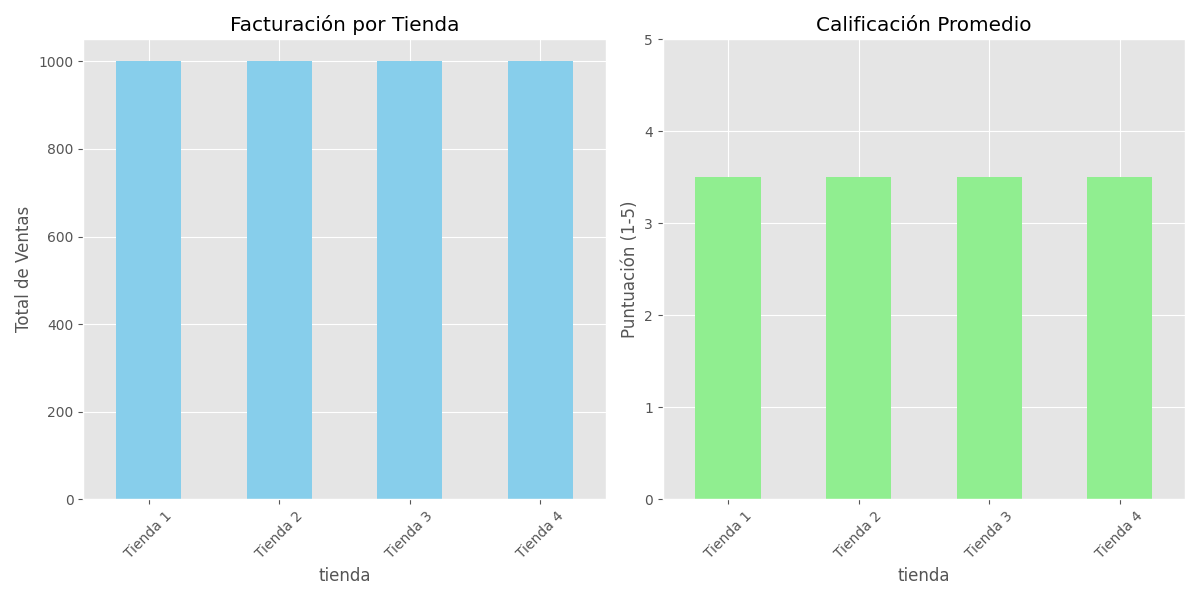 Facturación por Tienda
Total de Ventas
1000
800
600
400
200
0
Tienda 1
Tienda 2
Tienda 3
Tienda 4
tienda
Calificación Promedio
Puntuación (1-5)
5
4
3
2
1
0
Tienda 1
Tienda 2
Tienda 3
Tienda 4
tienda